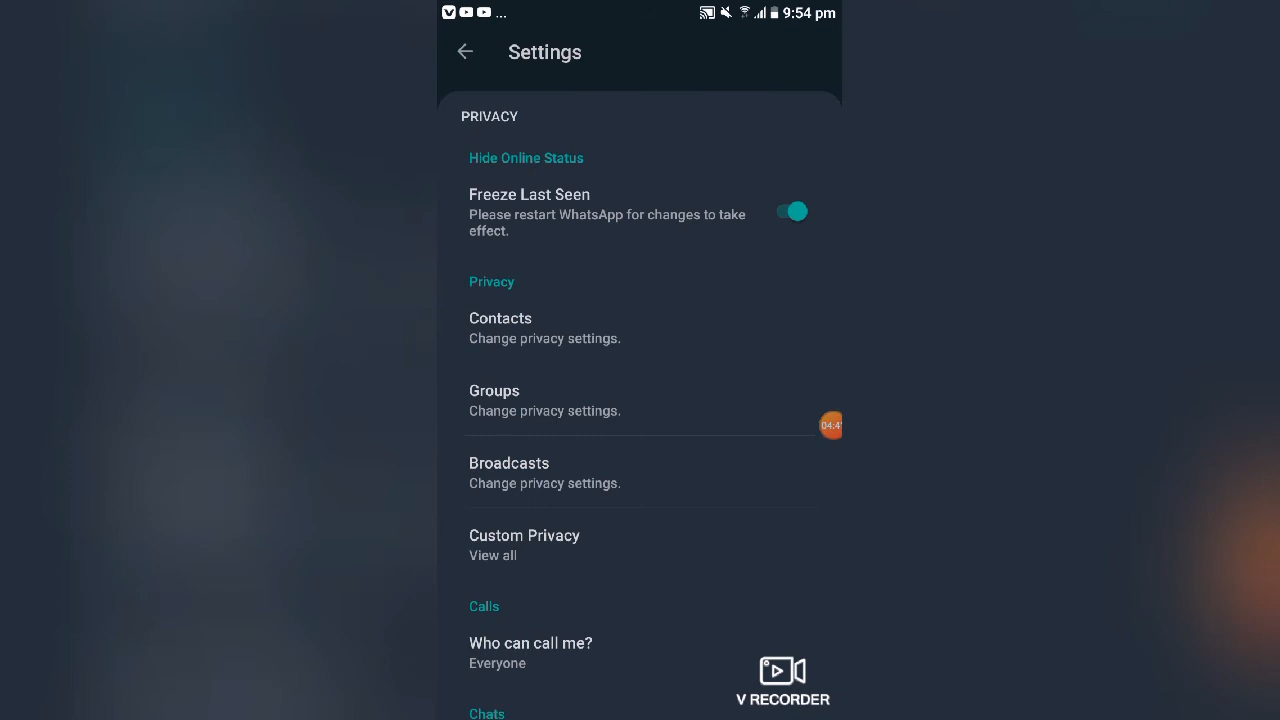 ... 9:54 pm
Settings
PRIVACY
Hide Online Status
Freeze Last Seen
Please restart WhatsApp for changes to take
effect.
Privacy
Contacts
Change privacy settings.
Groups
Change privacy settings.
04:4
Broadcasts
Change privacy settings.
Custom Privacy
View all
Calls
Who can call me?
Everyone
V RECORDER
Chats